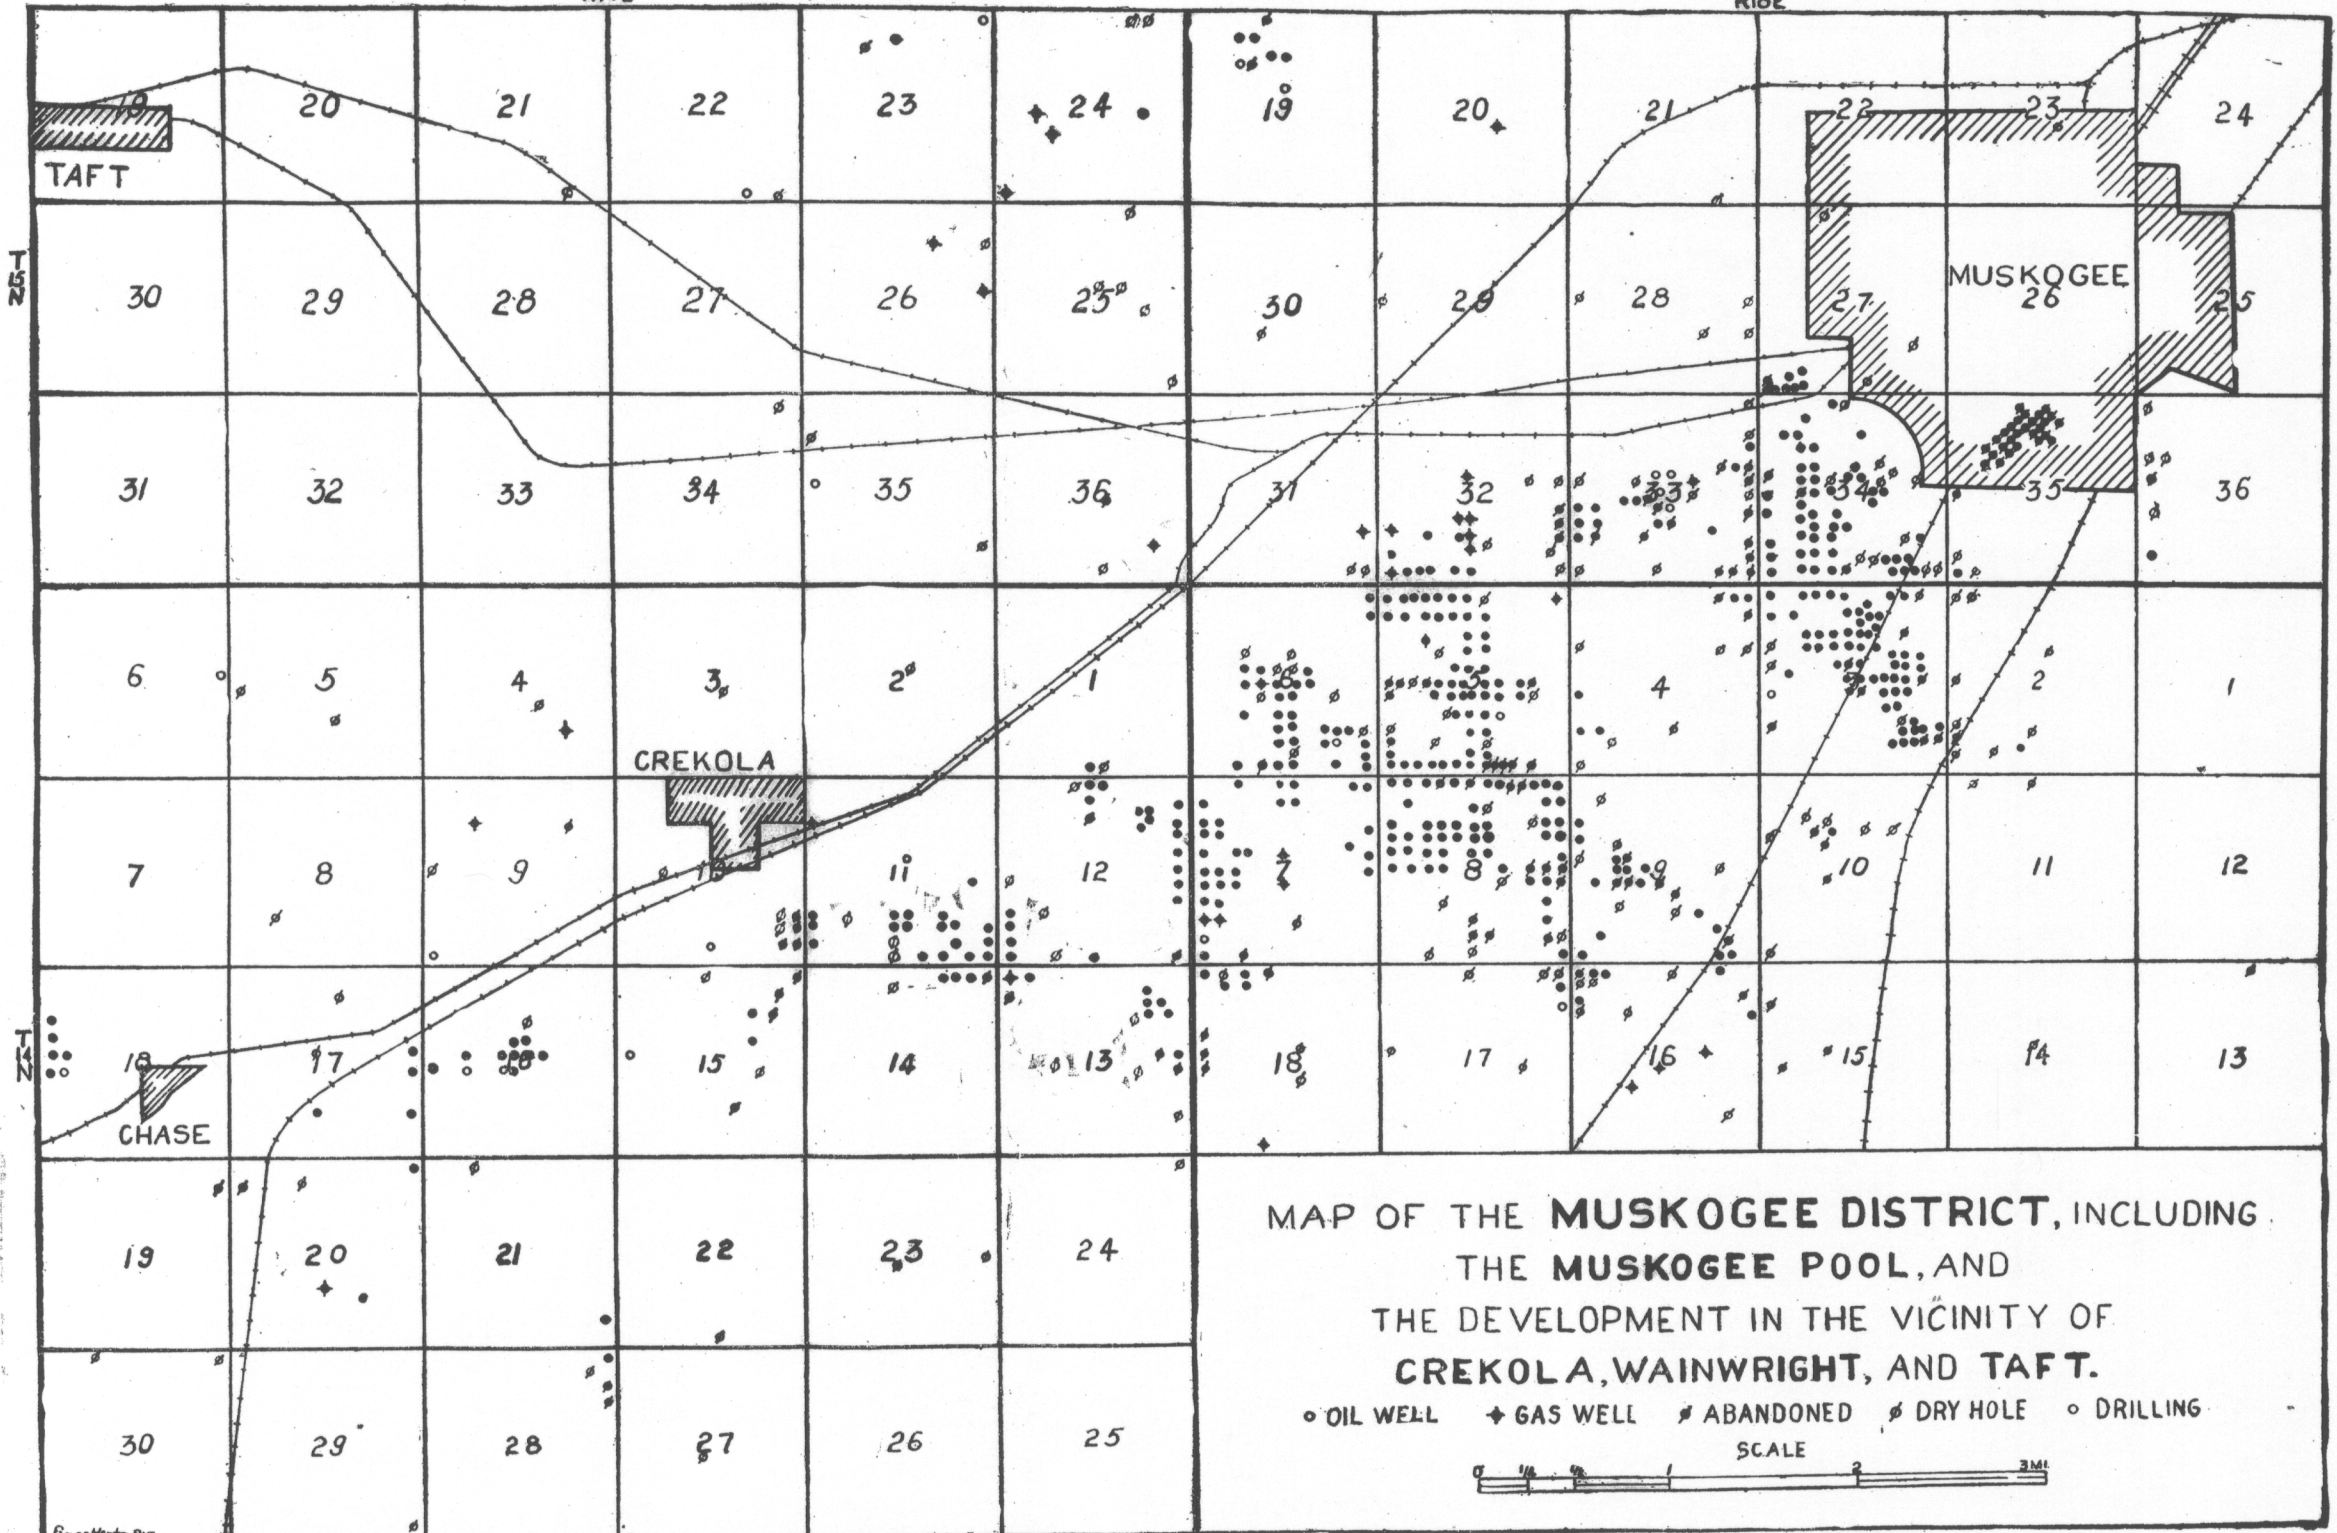 R18E
19 20 21 22 23 24 19 20 21 22 23 24
TAFT
T
15
N
30 29 28 27 26 25 30 29 28 27 26 25
MUSKOGEE
31 32 33 34 35 36 31 32 33 34 35 36
6 5 4 3 2 1 6 5 4 3 2 1
CREKOLA
7 8 9 10 11 12 7 8 9 10 11 12
T
14
N
18 17 16 15 14 13 18 17 16 15 14 13
CHASE
19 20 21 22 23 24
30 29 28 27 26 25
MAP OF THE MUSKOGEE DISTRICT, INCLUDING
THE MUSKOGEE POOL, AND
THE DEVELOPMENT IN THE VICINITY OF
CREKOLA, WAINWRIGHT, AND TAFT.
OIL WELL GAS WELL ABANDONED DRY HOLE DRILLING
SCALE
0 1/4 1/2 1 2 3 MI.